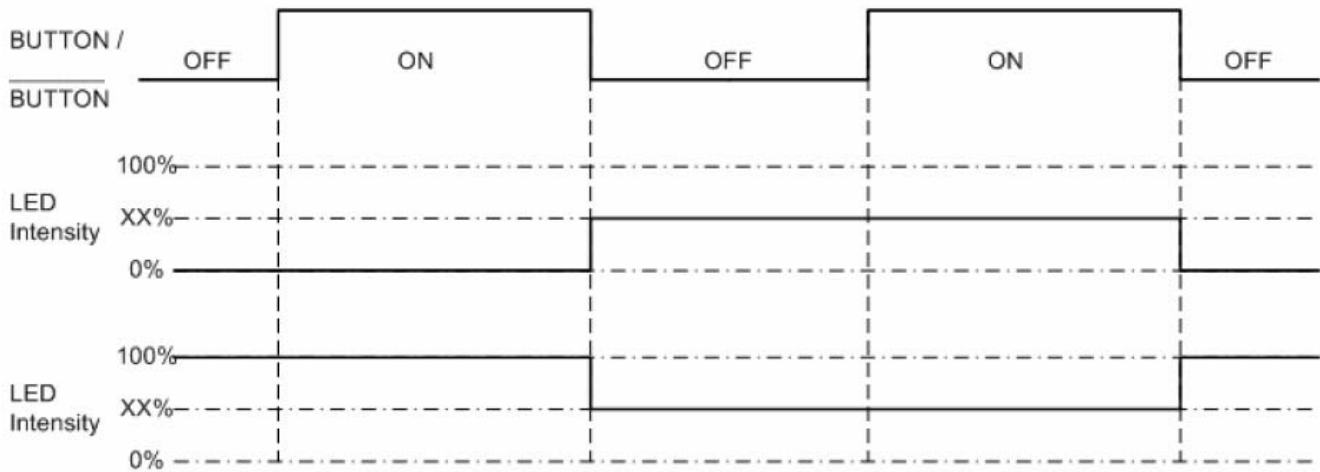 BUTTON /
BUTTON
OFF ON OFF ON OFF
100%
LED
Intensity
XX%
0%
100%
LED
Intensity
XX%
0%